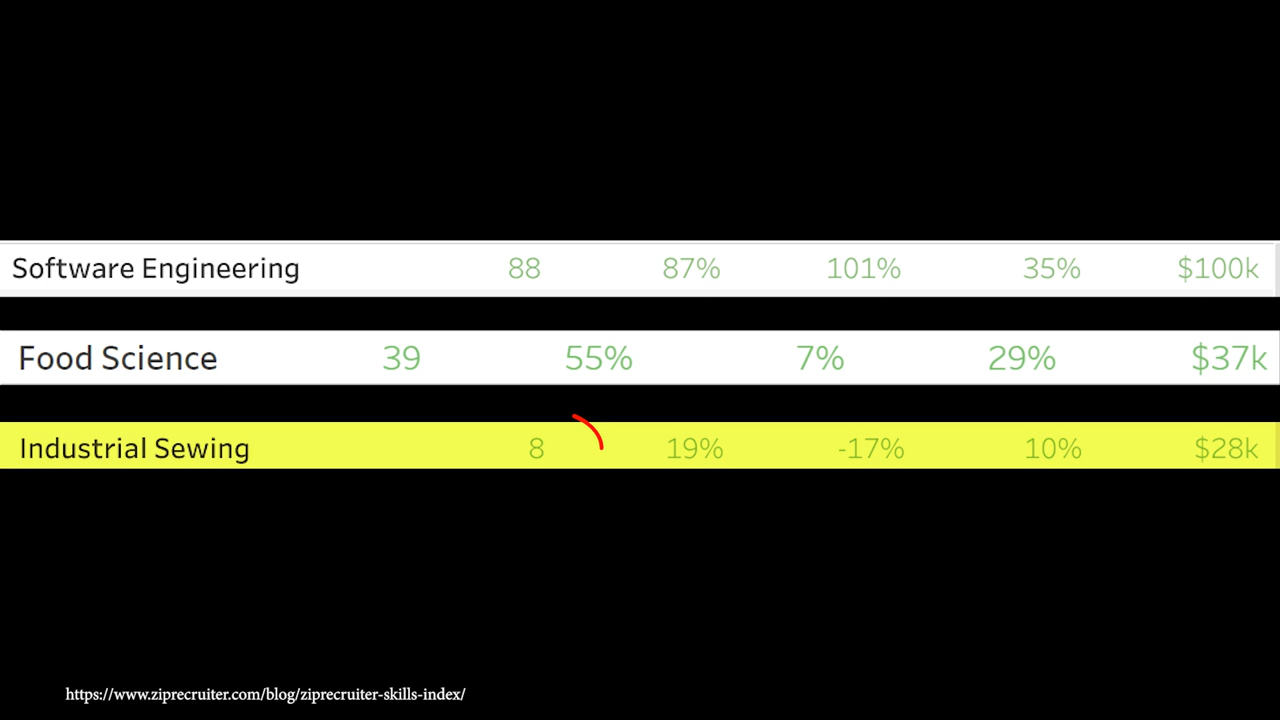 Software Engineering 88 87% 101% 35% $100k
Food Science 39 55% 7% 29% $37k
Industrial Sewing 8 19% -17% 10% $28k
https://www.ziprecruiter.com/blog/ziprecruiter-skills-index/